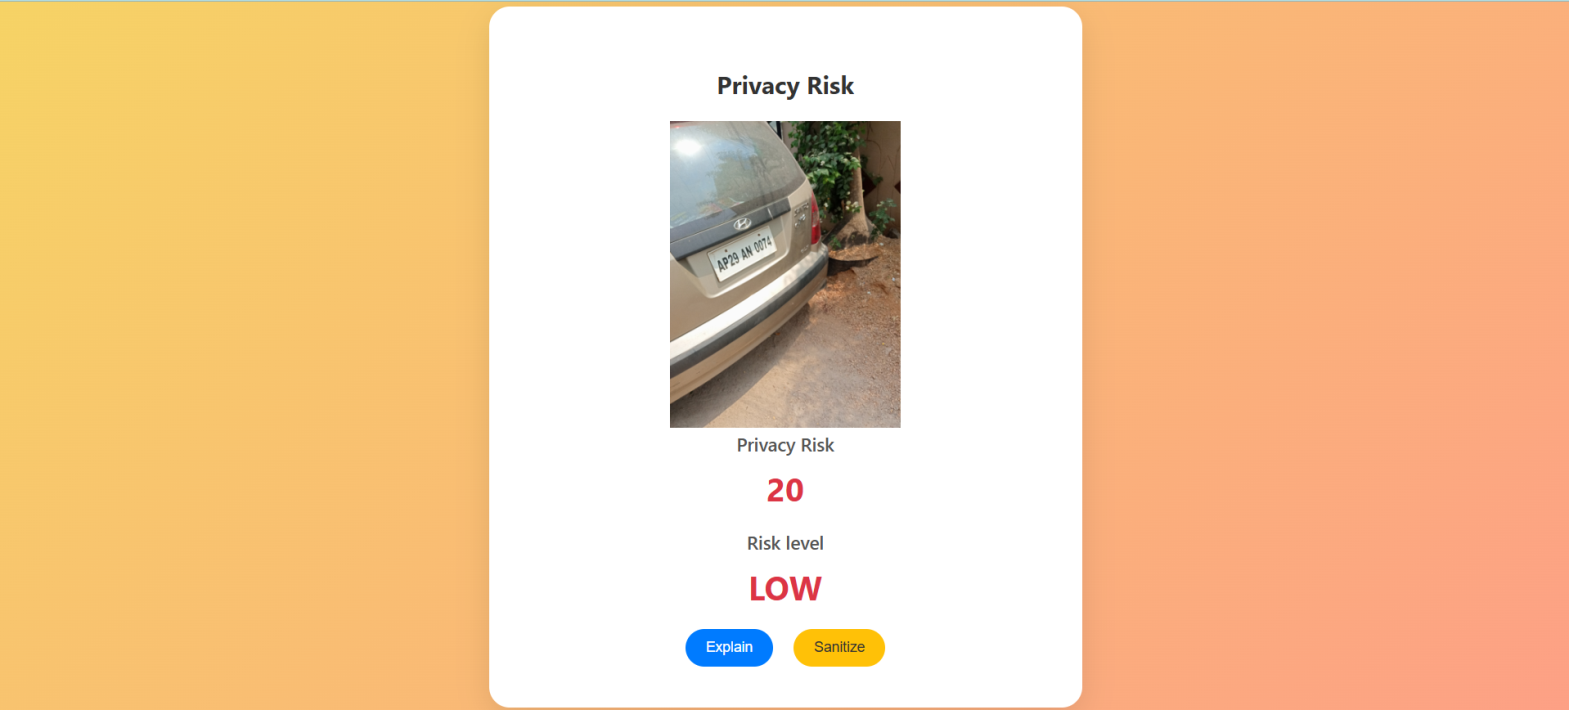 Privacy Risk
AP29 AN 0074
Privacy Risk
20
Risk level
LOW
Explain
Sanitize